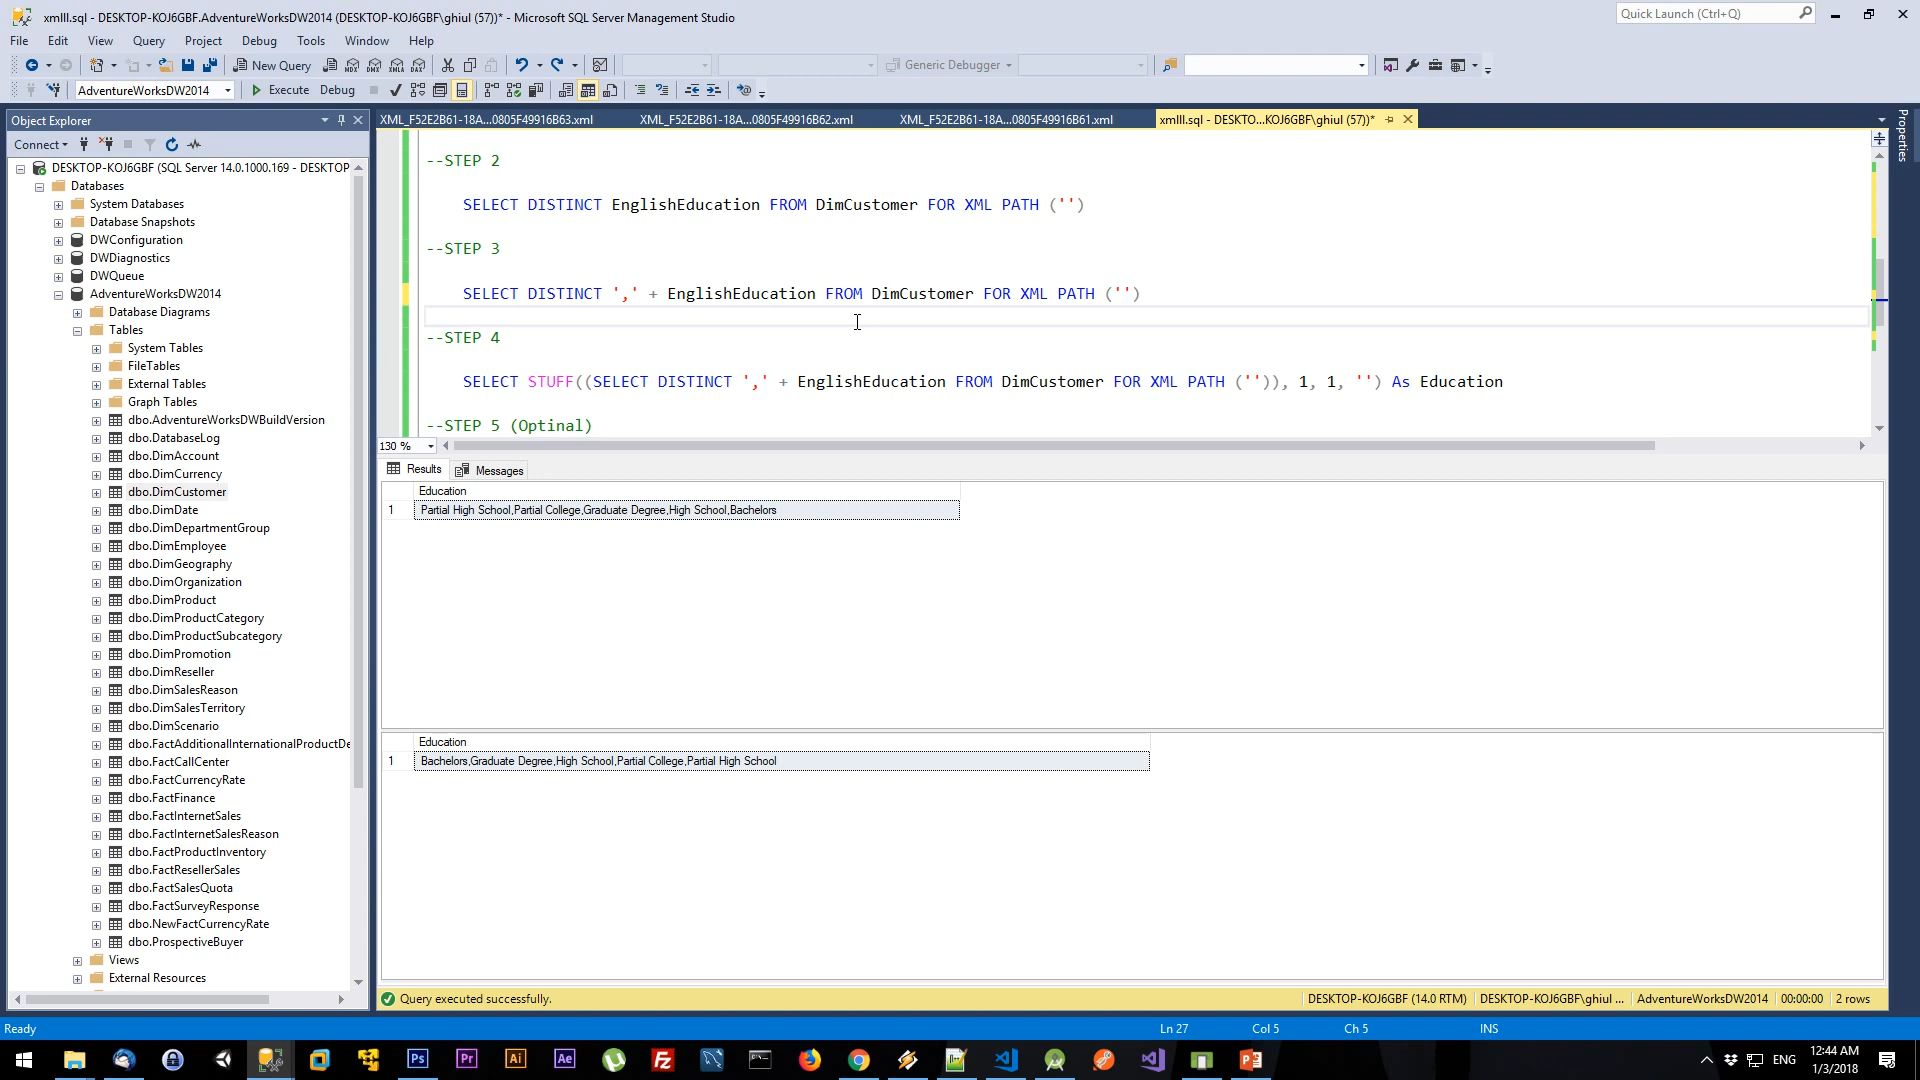 xmlII.sql - DESKTOP-KOJ6GBF.AdventureWorksDW2014 (DESKTOP-KOJ6GBF\ghiul (57))* - Microsoft SQL Server Management Studio
Quick Launch (Ctrl+Q)
File Edit View Query Project Debug Tools Window Help
New Query
Generic Debugger
AdventureWorksDW2014
Execute Debug
Object Explorer
XML_F52E2B61-18A...0805F49916B63.xml XML_F52E2B61-18A...0805F49916B62.xml XML_F52E2B61-18A...0805F49916B61.xml xmlII.sql - DESKTO...KOJ6GBF\ghiul (57))*
Properties
Connect
DESKTOP-KOJ6GBF (SQL Server 14.0.1000.169 - DESKTOP
Databases
System Databases
Database Snapshots
DWConfiguration
DWDiagnostics
DWQueue
AdventureWorksDW2014
Database Diagrams
Tables
System Tables
FileTables
External Tables
Graph Tables
dbo.AdventureWorksDWBuildVersion
dbo.DatabaseLog
dbo.DimAccount
dbo.DimCurrency
dbo.DimCustomer
dbo.DimDate
dbo.DimDepartmentGroup
dbo.DimEmployee
dbo.DimGeography
dbo.DimOrganization
dbo.DimProduct
dbo.DimProductCategory
dbo.DimProductSubcategory
dbo.DimPromotion
dbo.DimReseller
dbo.DimSalesReason
dbo.DimSalesTerritory
dbo.DimScenario
dbo.FactAdditionalInternationalProductDe
dbo.FactCallCenter
dbo.FactCurrencyRate
dbo.FactFinance
dbo.FactInternetSales
dbo.FactInternetSalesReason
dbo.FactProductInventory
dbo.FactResellerSales
dbo.FactSalesQuota
dbo.FactSurveyResponse
dbo.NewFactCurrencyRate
dbo.ProspectiveBuyer
Views
External Resources
--STEP 2
SELECT DISTINCT EnglishEducation FROM DimCustomer FOR XML PATH ('')
--STEP 3
SELECT DISTINCT ',' + EnglishEducation FROM DimCustomer FOR XML PATH ('')
--STEP 4
SELECT STUFF((SELECT DISTINCT ',' + EnglishEducation FROM DimCustomer FOR XML PATH ('')), 1, 1, '') As Education
--STEP 5 (Optinal)
130 %
Results Messages
Education
1 Partial High School,Partial College,Graduate Degree,High School,Bachelors
Education
1 Bachelors,Graduate Degree,High School,Partial College,Partial High School
Query executed successfully. DESKTOP-KOJ6GBF (14.0 RTM) DESKTOP-KOJ6GBF\ghiul ... AdventureWorksDW2014 00:00:00 2 rows
Ready Ln 27 Col 5 Ch 5 INS
Ps Pr Ai Ae
ENG
12:44 AM
1/3/2018